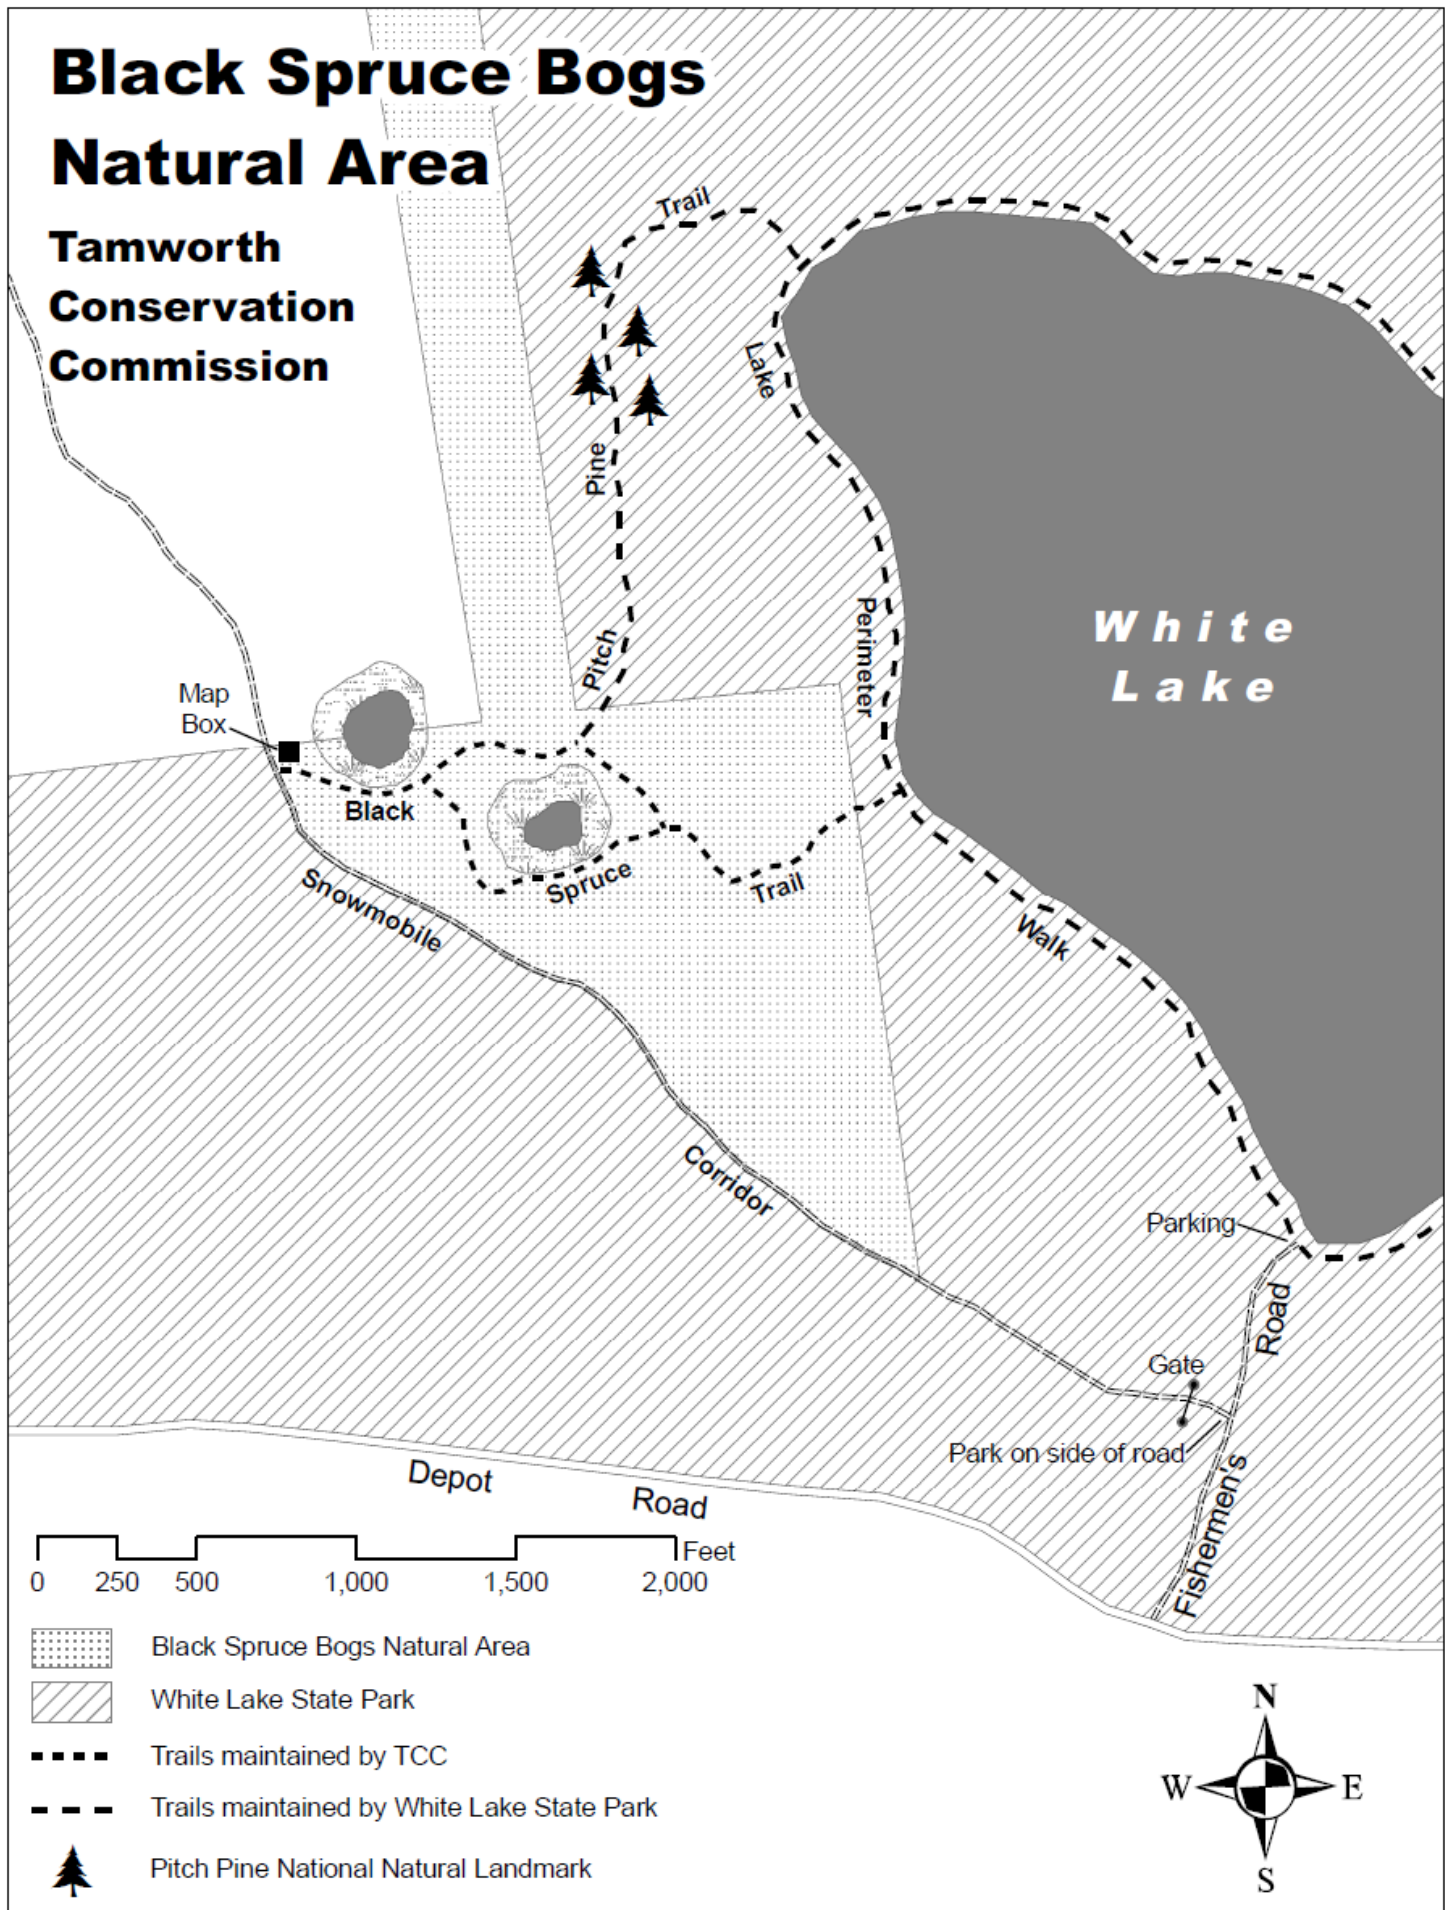 Black Spruce Bogs
Natural Area
Tamworth
Conservation
Commission
Trail
Lake
Pine
Pitch
Perimeter
White
Lake
Map
Box
Black
Spruce
Trail
Snowmobile
Walk
Corridor
Parking
Road
Gate
Park on side of road
Fishermen's
Depot
Road
Feet
0 250 500 1,000 1,500 2,000
Black Spruce Bogs Natural Area
White Lake State Park
Trails maintained by TCC
Trails maintained by White Lake State Park
Pitch Pine National Natural Landmark
N
W E
S